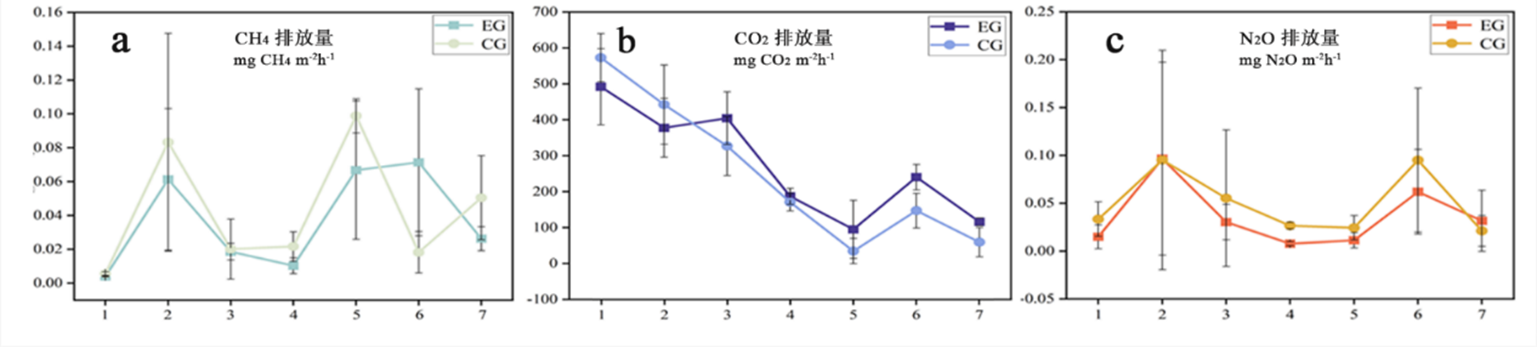 0.16
0.14
0.12
0.10
0.08
0.06
0.04
0.02
0.00
a
CH4 排放量
mg CH4 m-2h-1
EG
CG
1 2 3 4 5 6 7
700
600
500
400
300
200
100
0
-100
b
CO2 排放量
mg CO2 m-2h-1
EG
CG
1 2 3 4 5 6 7
0.25
0.20
0.15
0.10
0.05
0.00
-0.05
c
N2O 排放量
mg N2O m-2h-1
EG
CG
1 2 3 4 5 6 7